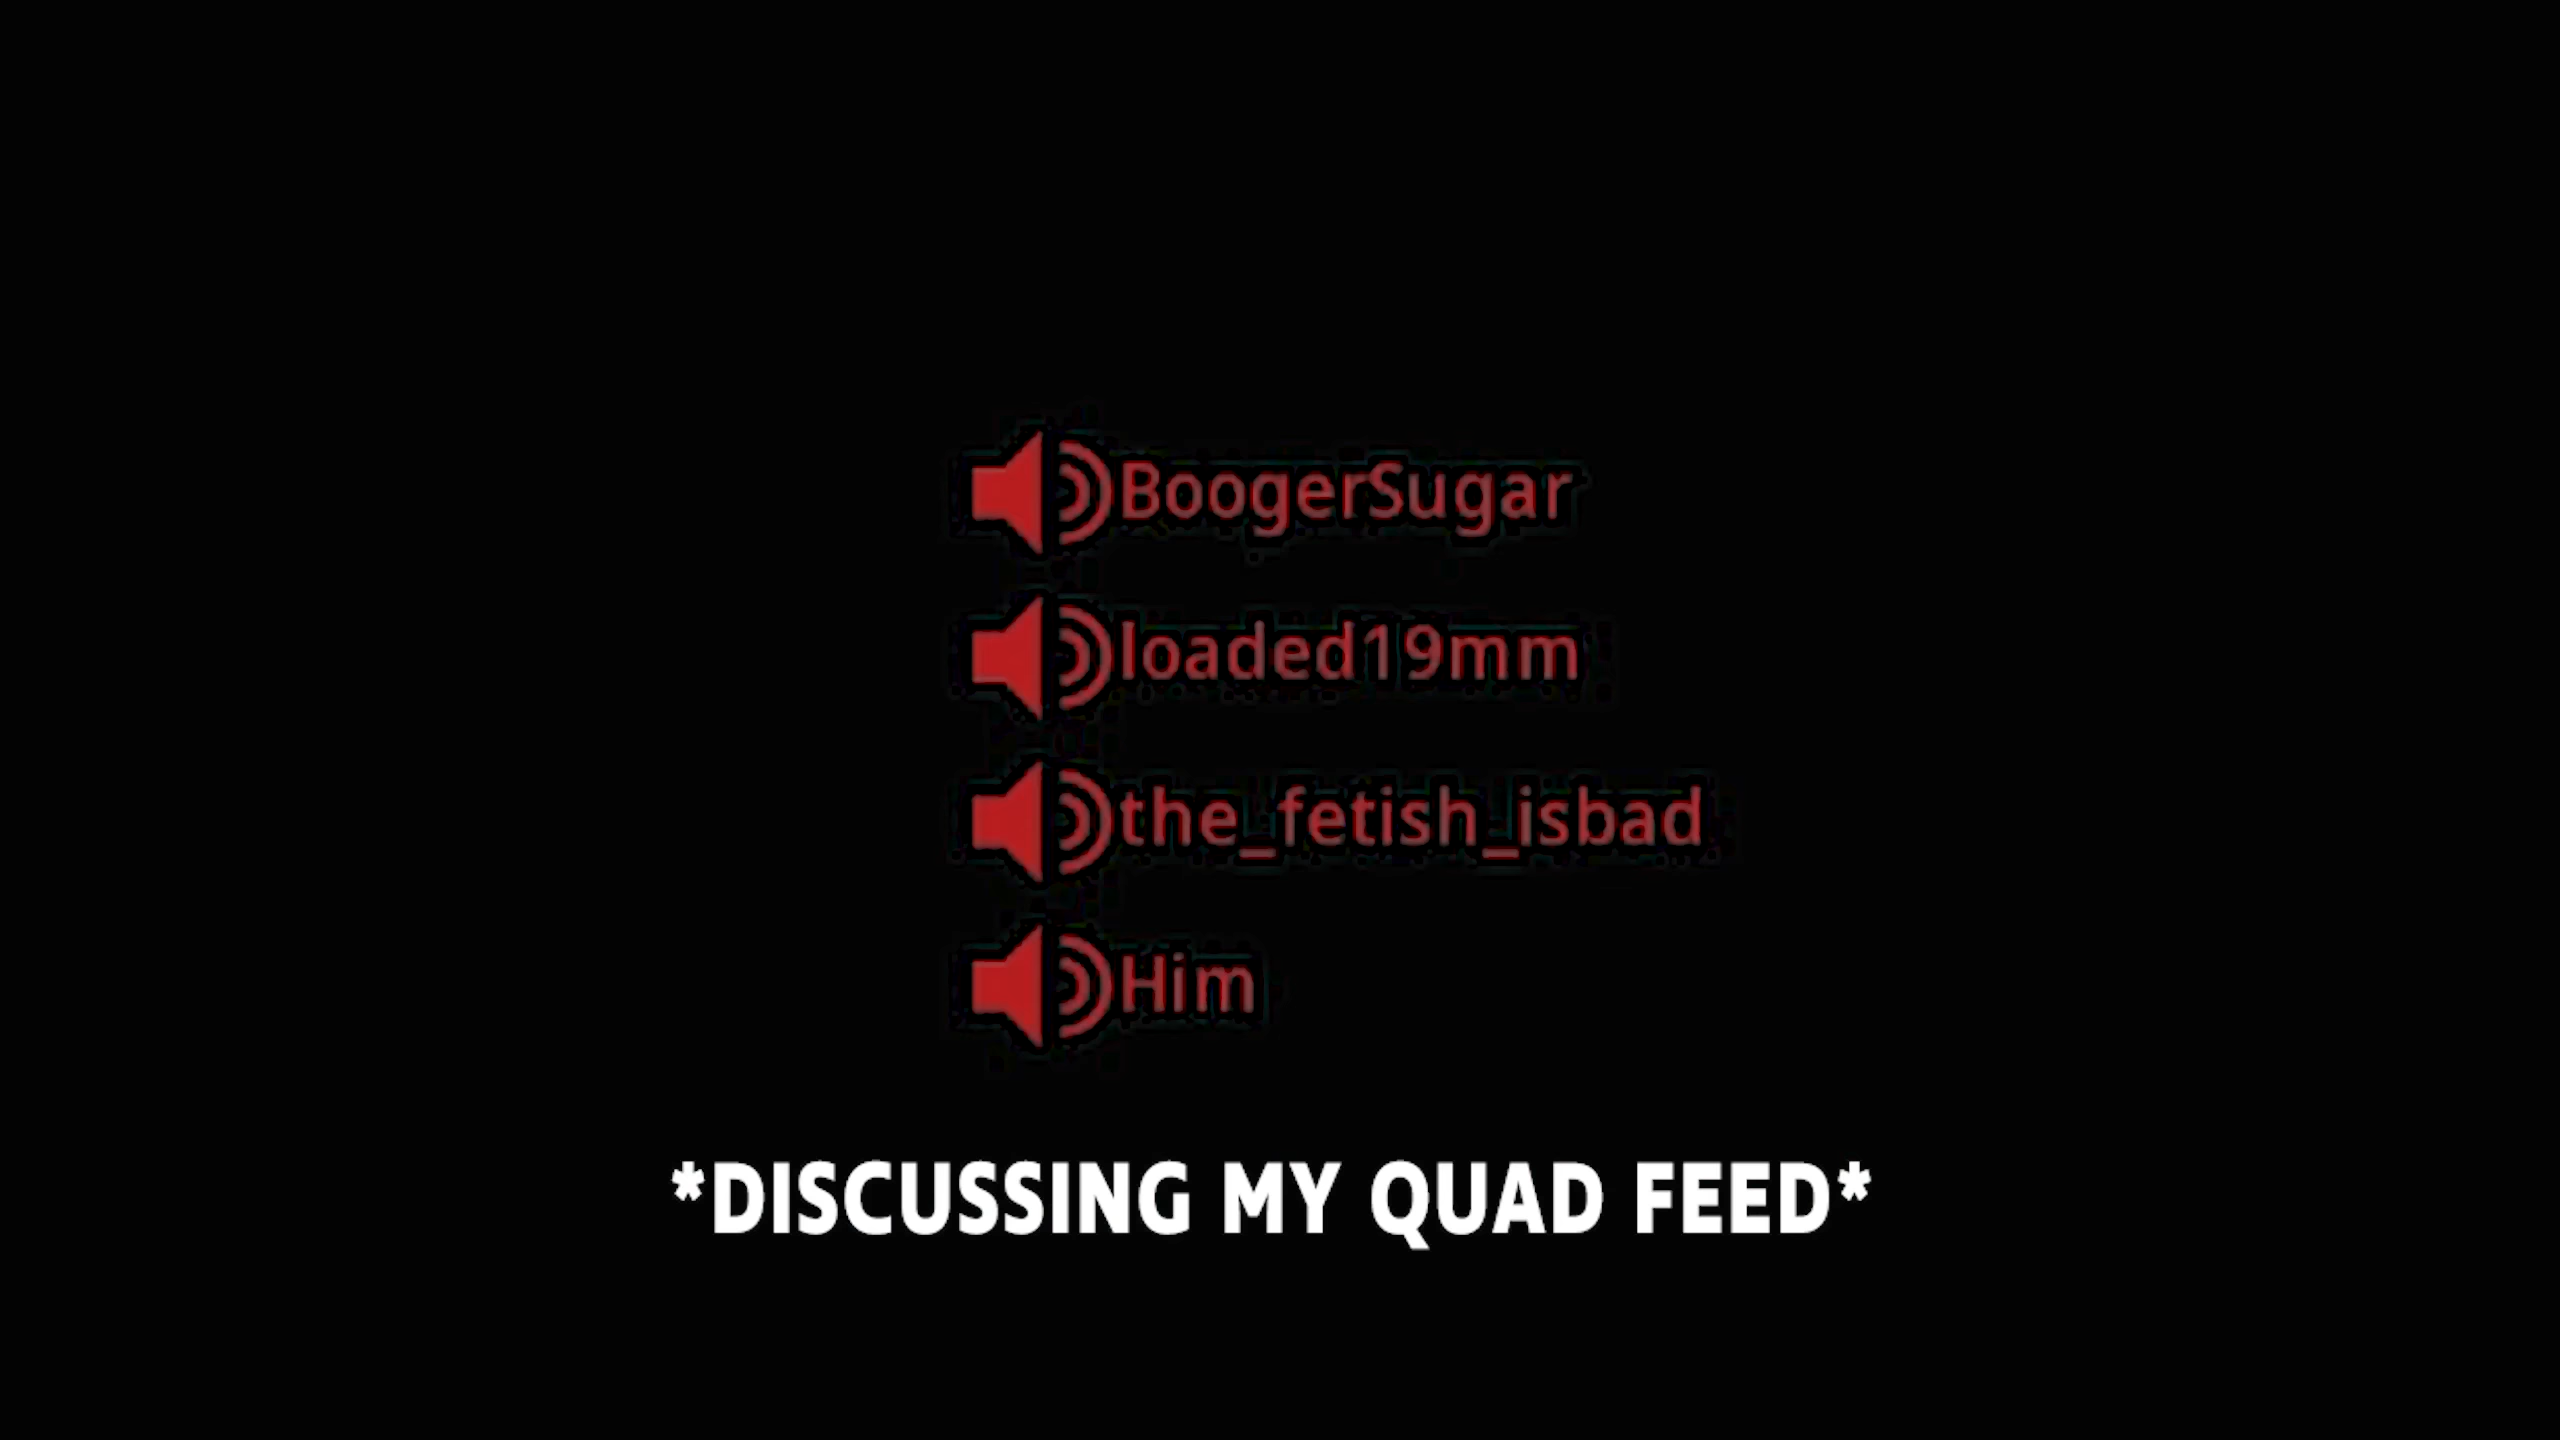 BoogerSugar
loaded19mm
the_fetish_isbad
Him
*DISCUSSING MY QUAD FEED*